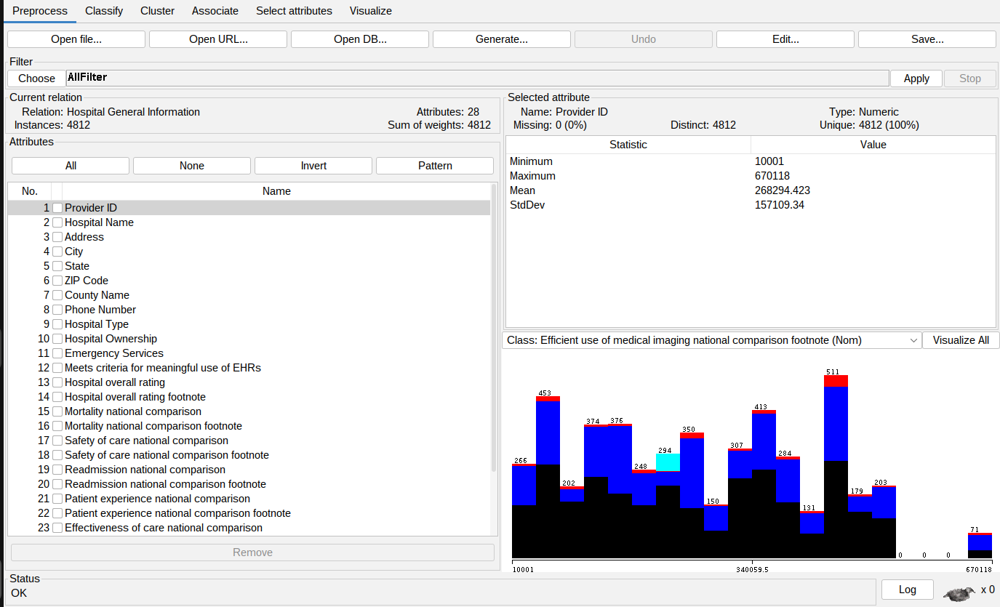 Preprocess Classify Cluster Associate Select attributes Visualize
Open file... Open URL... Open DB... Generate... Undo Edit... Save...
Filter
Choose AllFilter Apply Stop
Current relation
Relation: Hospital General Information Attributes: 28
Instances: 4812 Sum of weights: 4812
Attributes
All None Invert Pattern
No. Name
1 Provider ID
2 Hospital Name
3 Address
4 City
5 State
6 ZIP Code
7 County Name
8 Phone Number
9 Hospital Type
10 Hospital Ownership
11 Emergency Services
12 Meets criteria for meaningful use of EHRs
13 Hospital overall rating
14 Hospital overall rating footnote
15 Mortality national comparison
16 Mortality national comparison footnote
17 Safety of care national comparison
18 Safety of care national comparison footnote
19 Readmission national comparison
20 Readmission national comparison footnote
21 Patient experience national comparison
22 Patient experience national comparison footnote
23 Effectiveness of care national comparison
Remove
Selected attribute
Name: Provider ID Type: Numeric
Missing: 0 (0%) Distinct: 4812 Unique: 4812 (100%)
Statistic Value
Minimum 10001
Maximum 670118
Mean 268294.423
StdDev 157109.34
Class: Efficient use of medical imaging national comparison footnote (Nom) Visualize All
266 453 202 374 376 248 294 350 150 307 413 284 131 511 179 203 0 0 0 71
10001 340059.5 670118
Status
OK Log x 0